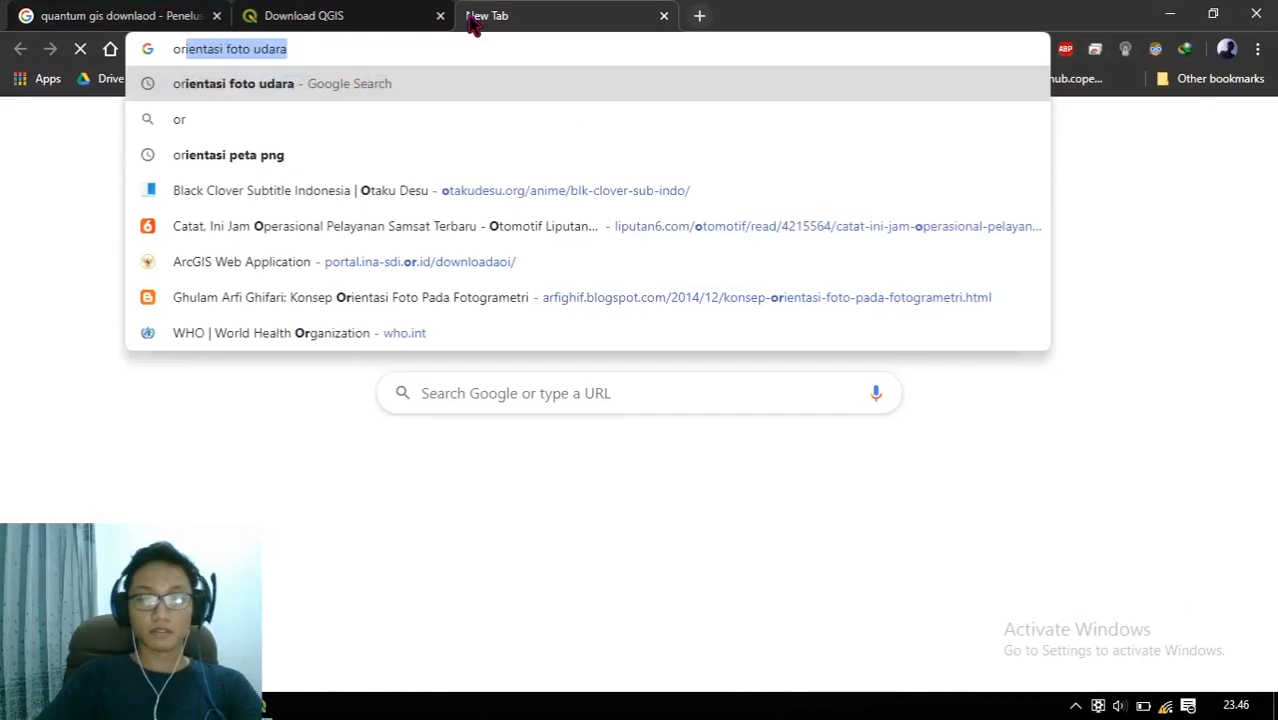 quantum gis downlaod - Penelus
Download QGIS
New Tab
orientasi foto udara
Apps
Drive
hub.cope...
Other bookmarks
orientasi foto udara - Google Search
or
orientasi peta png
Black Clover Subtitle Indonesia | Otaku Desu - otakudesu.org/anime/blk-clover-sub-indo/
Catat, Ini Jam Operasional Pelayanan Samsat Terbaru - Otomotif Liputan... - liputan6.com/otomotif/read/4215564/catat-ini-jam-operasional-pelayan...
ArcGIS Web Application - portal.ina-sdi.or.id/downloadaoi/
Ghulam Arfi Ghifari: Konsep Orientasi Foto Pada Fotogrametri - arfighif.blogspot.com/2014/12/konsep-orientasi-foto-pada-fotogrametri.html
WHO | World Health Organization - who.int
Search Google or type a URL
Activate Windows
Go to Settings to activate Windows.
23.46